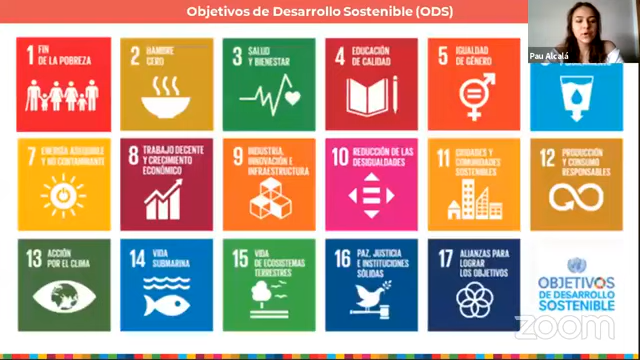 Objetivos de Desarrollo Sostenible (ODS)
Pau Alcalá
1 FIN
DE LA POBREZA
2 HAMBRE
CERO
3 SALUD
Y BIENESTAR
4 EDUCACIÓN
DE CALIDAD
5 IGUALDAD
DE GÉNERO
7 ENERGÍA ASEQUIBLE
Y NO CONTAMINANTE
8 TRABAJO DECENTE
Y CRECIMIENTO
ECONÓMICO
9 INDUSTRIA,
INNOVACIÓN E
INFRAESTRUCTURA
10 REDUCCIÓN DE LAS
DESIGUALDADES
11 CIUDADES Y
COMUNIDADES
SOSTENIBLES
12 PRODUCCIÓN
Y CONSUMO
RESPONSABLES
13 ACCIÓN
POR EL CLIMA
14 VIDA
SUBMARINA
15 VIDA
DE ECOSISTEMAS
TERRESTRES
16 PAZ, JUSTICIA
E INSTITUCIONES
SÓLIDAS
17 ALIANZAS PARA
LOGRAR
LOS OBJETIVOS
OBJETIVOS
DE DESARROLLO
SOSTENIBLE
zoom